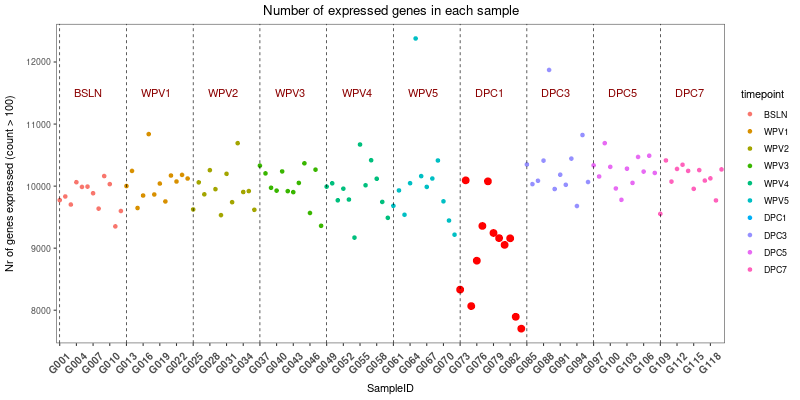 Number of expressed genes in each sample
Nr of genes expressed (count > 100)
12000
11000
10000
9000
8000
BSLN WPV1 WPV2 WPV3 WPV4 WPV5 DPC1 DPC3 DPC5 DPC7
G001 G004 G007 G010 G013 G016 G019 G022 G025 G028 G031 G034 G037 G040 G043 G046 G049 G052 G055 G058 G061 G064 G067 G070 G073 G076 G079 G082 G085 G088 G091 G094 G097 G100 G103 G106 G109 G112 G115 G118
SampleID
timepoint
BSLN
WPV1
WPV2
WPV3
WPV4
WPV5
DPC1
DPC3
DPC5
DPC7